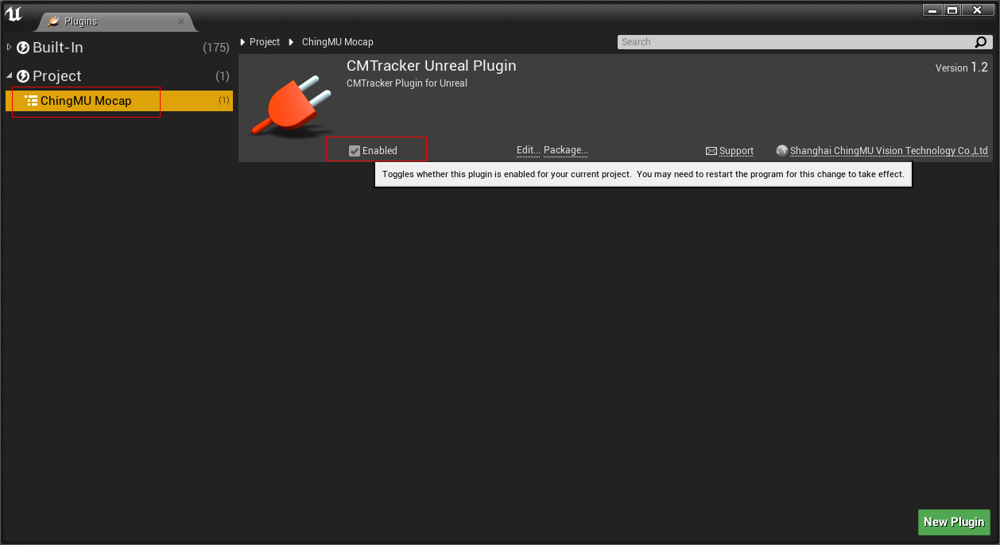 Plugins
Built-In (175)
Project (1)
ChingMU Mocap (1)
Project ChingMU Mocap
Search
CMTracker Unreal Plugin
Version 1.2
CMTracker Plugin for Unreal
Enabled
Edit... Package...
Support
Shanghai ChingMU Vision Technology Co.,Ltd
Toggles whether this plugin is enabled for your current project. You may need to restart the program for this change to take effect.
New Plugin